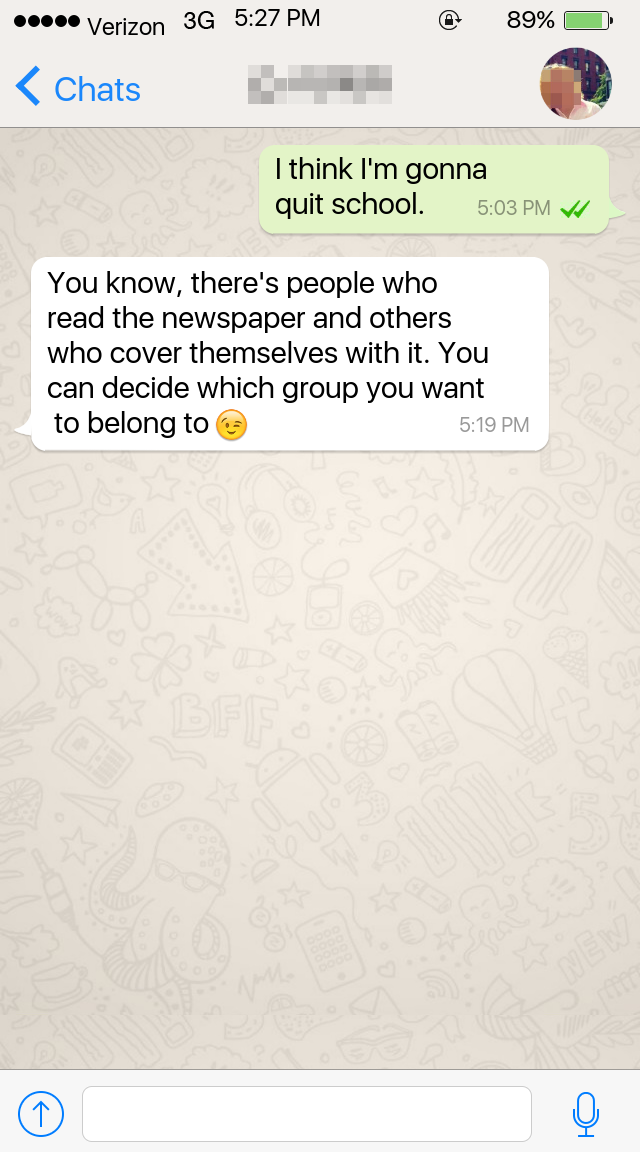 Verizon 3G 5:27 PM 89%
Chats
I think I'm gonna
quit school. 5:03 PM
You know, there's people who
read the newspaper and others
who cover themselves with it. You
can decide which group you want
to belong to 😉 5:19 PM
BFF
NEW